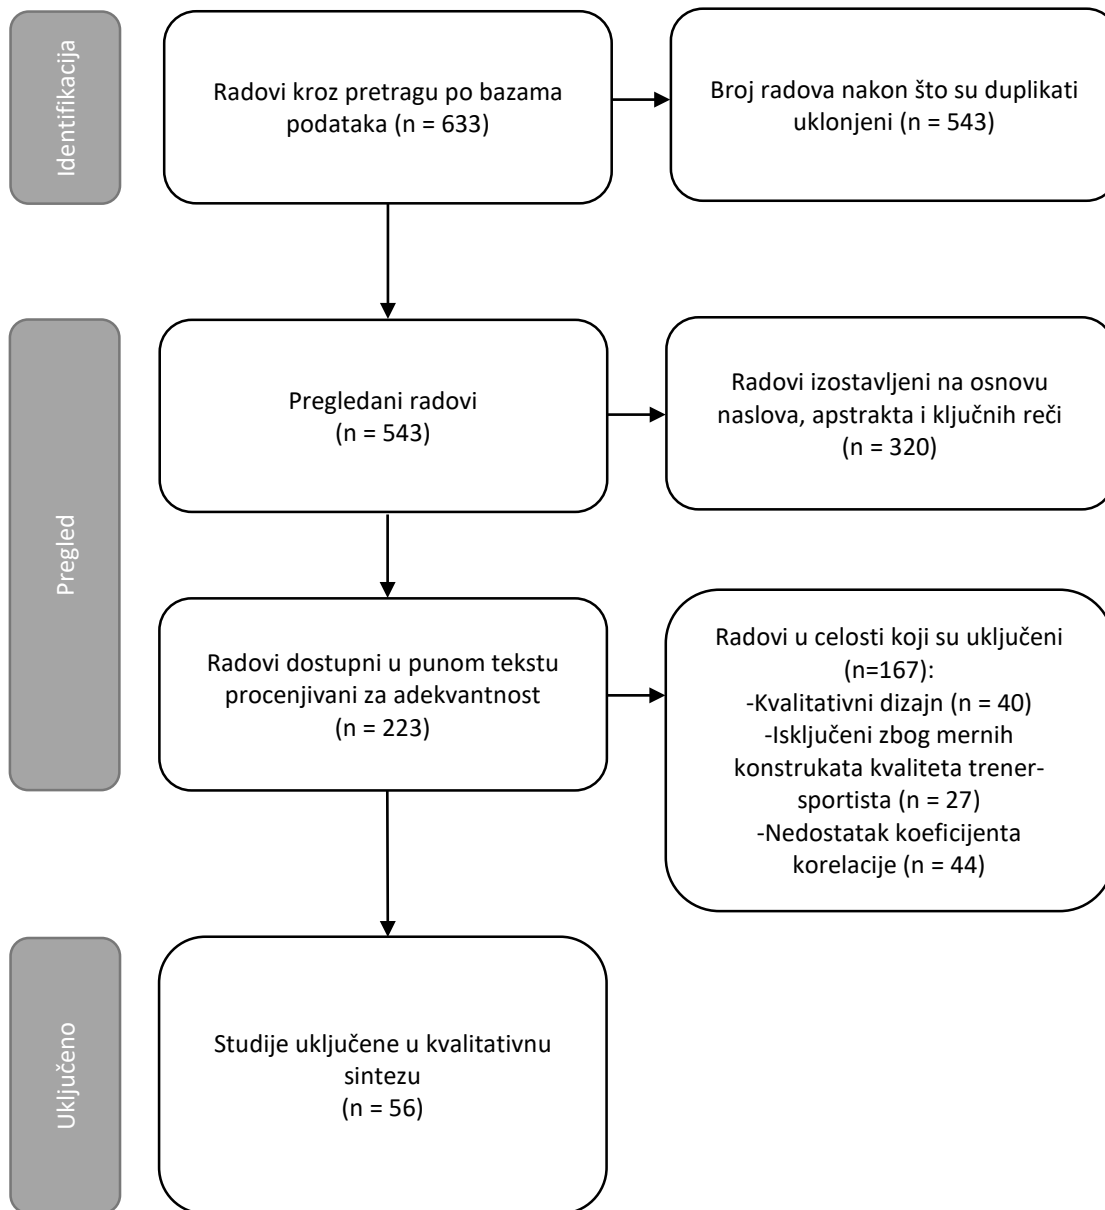 Identifikacija
Radovi kroz pretragu po bazama
podataka (n = 633)
Broj radova nakon što su duplikati
uklonjeni (n = 543)
Pregled
Pregledani radovi
(n = 543)
Radovi izostavljeni na osnovu
naslova, apstrakta i ključnih reči
(n = 320)
Radovi dostupni u punom tekstu
procenjivani za adekvantnost
(n = 223)
Radovi u celosti koji su uključeni
(n=167):
-Kvalitativni dizajn (n = 40)
-Isključeni zbog mernih
konstrukata kvaliteta trener-
sportista (n = 27)
-Nedostatak koeficijenta
korelacije (n = 44)
Uključeno
Studije uključene u kvalitativnu
sintezu
(n = 56)